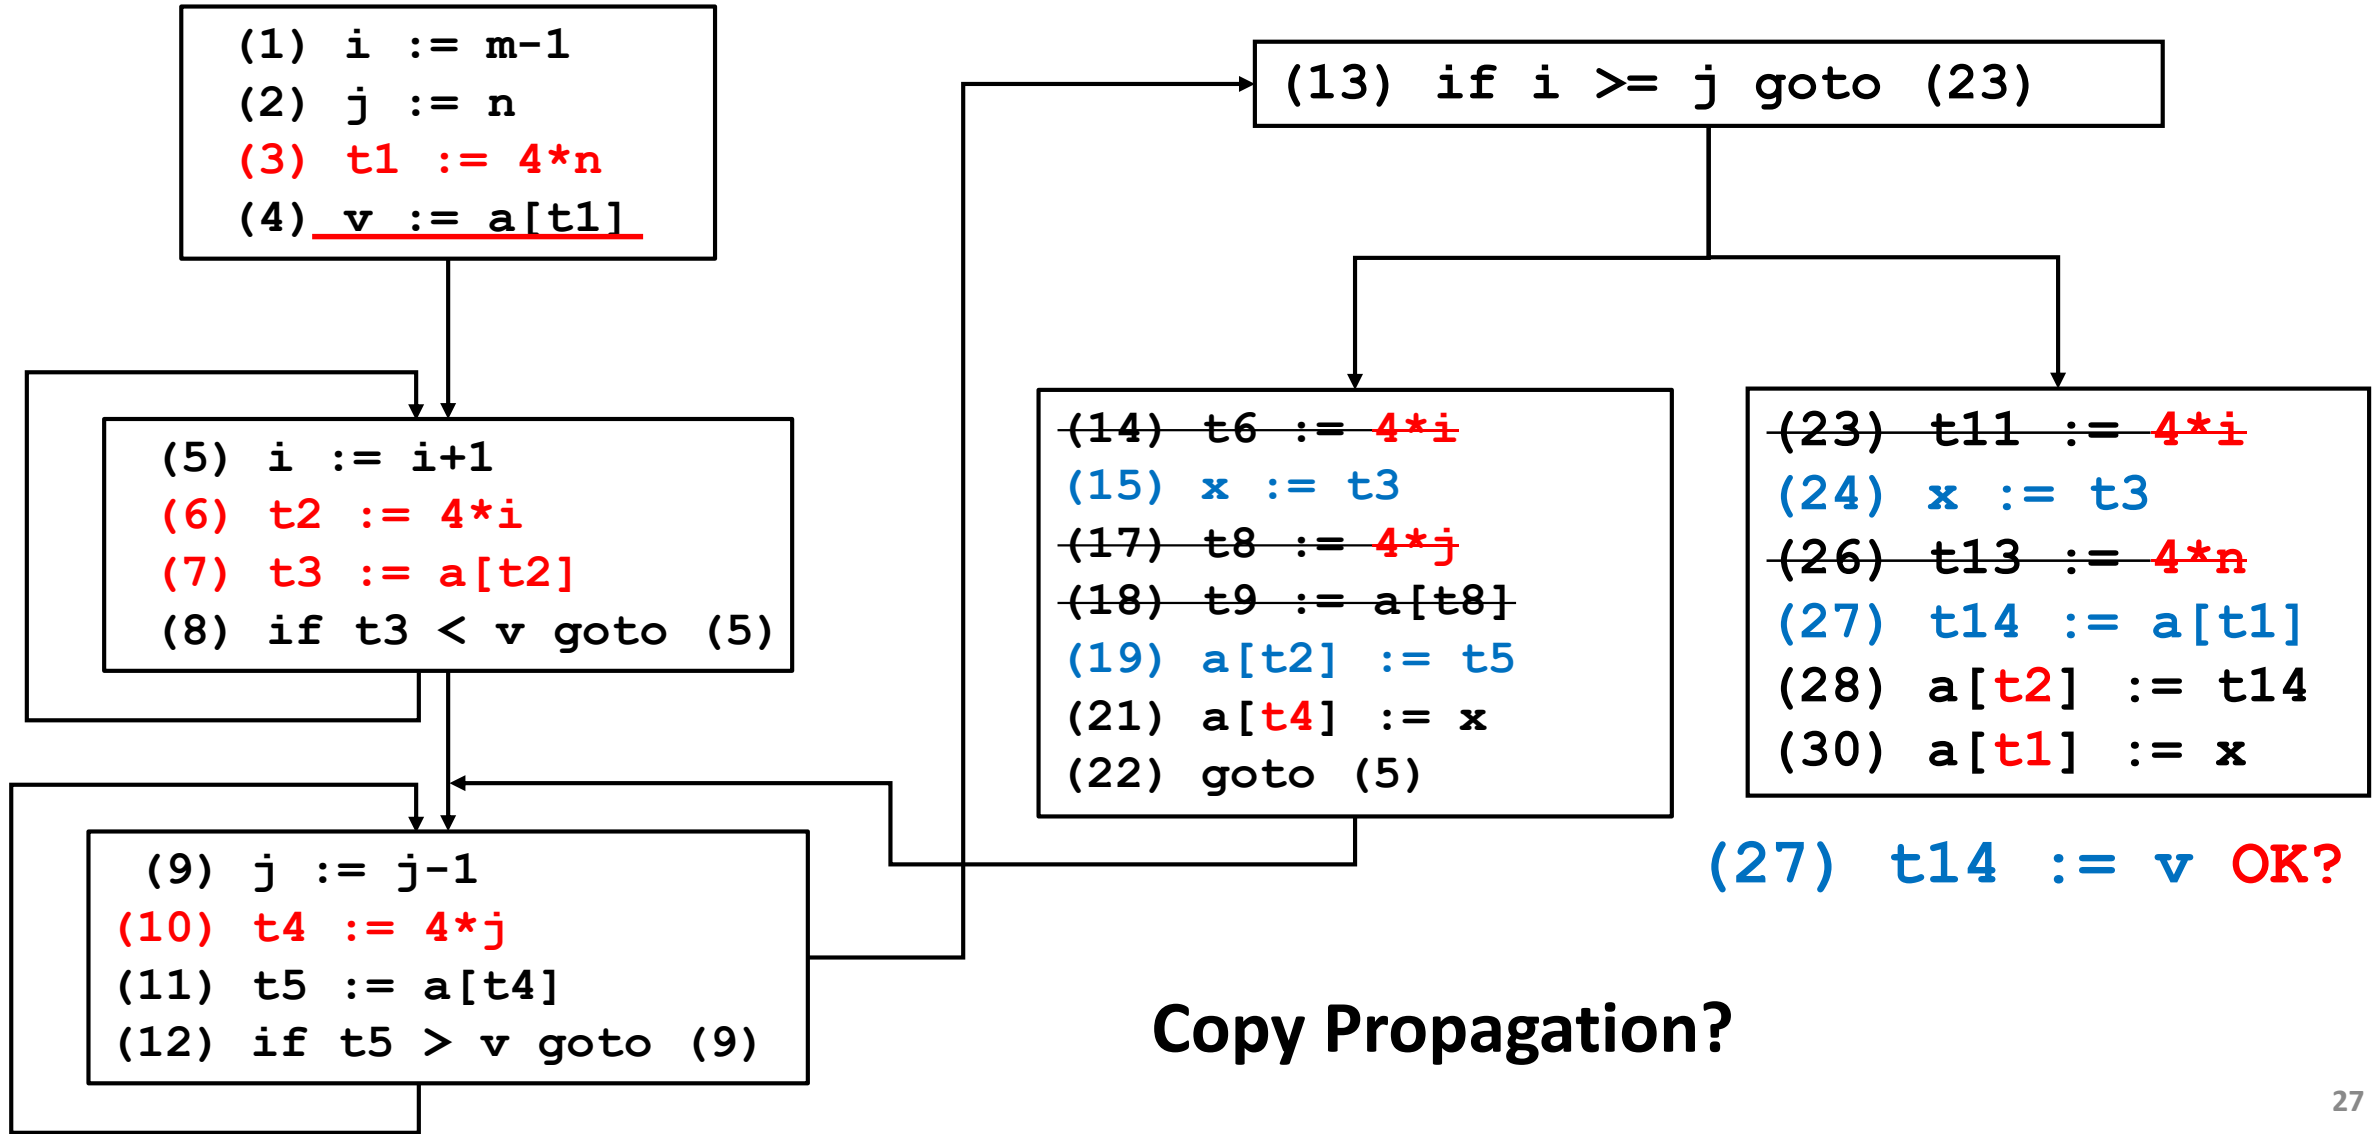 (1) i := m-1
(2) j := n
(3) t1 := 4*n
(4) v := a[t1]
(5) i := i+1
(6) t2 := 4*i
(7) t3 := a[t2]
(8) if t3 < v goto (5)
(9) j := j-1
(10) t4 := 4*j
(11) t5 := a[t4]
(12) if t5 > v goto (9)
(13) if i >= j goto (23)
(14) t6 := 4*i
(15) x := t3
(17) t8 := 4*j
(18) t9 := a[t8]
(19) a[t2] := t5
(21) a[t4] := x
(22) goto (5)
(23) t11 := 4*i
(24) x := t3
(26) t13 := 4*n
(27) t14 := a[t1]
(28) a[t2] := t14
(30) a[t1] := x
(27) t14 := v OK?
Copy Propagation?
27